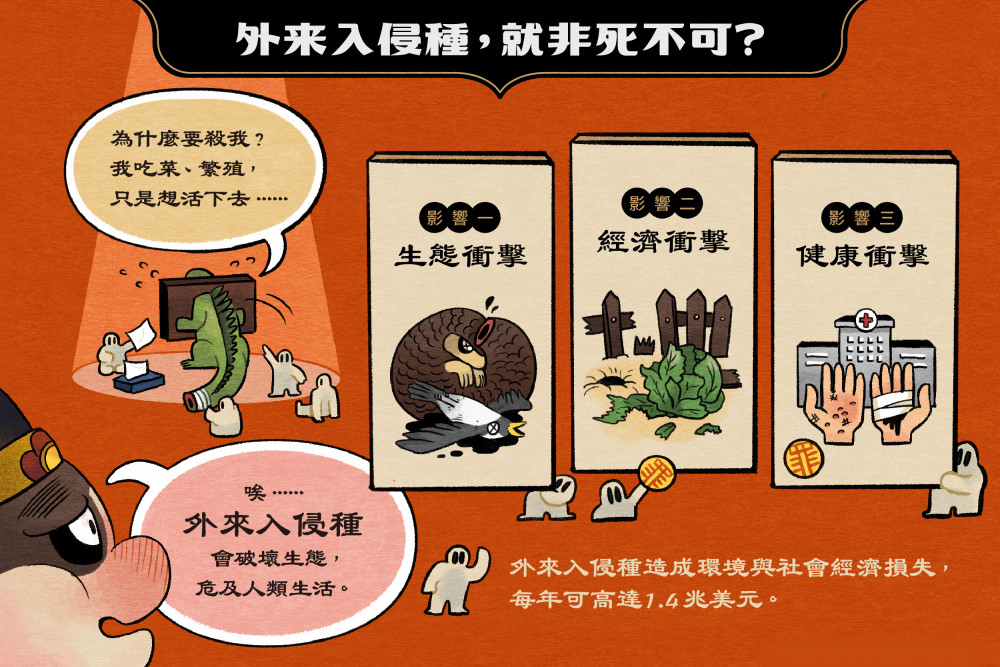 外來入侵種，就非死不可？
為什麼要殺我？
我吃菜、繁殖，
只是想活下去……
影響一
生態衝擊
影響二
經濟衝擊
影響三
健康衝擊
罪
罪
唉……
外來入侵種
會破壞生態，
危及人類生活。
外來入侵種造成環境與社會經濟損失，
每年可高達1.4兆美元。